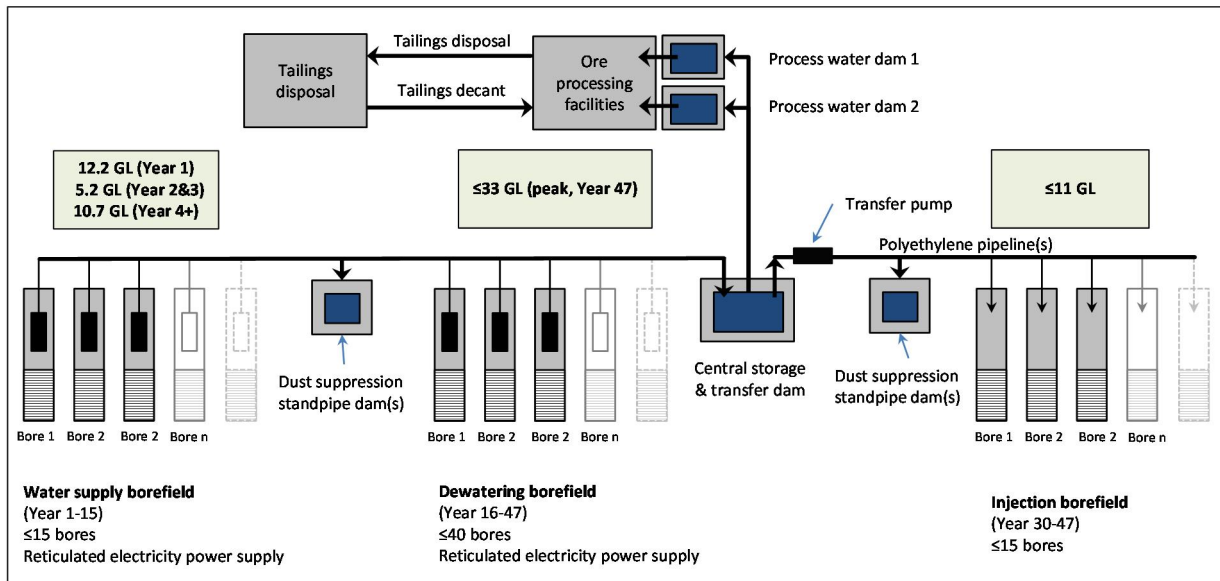 Tailings disposal
Tailings
disposal
Tailings decant
Ore
processing
facilities
Process water dam 1
Process water dam 2
12.2 GL (Year 1)
5.2 GL (Year 2&3)
10.7 GL (Year 4+)
≤33 GL (peak, Year 47)
≤11 GL
Transfer pump
Polyethylene pipeline(s)
Dust suppression
standpipe dam(s)
Central storage
& transfer dam
Dust suppression
standpipe dam(s)
Bore 1 Bore 2 Bore 2 Bore n
Bore 1 Bore 2 Bore 2 Bore n
Bore 1 Bore 2 Bore 2 Bore n
Water supply borefield
(Year 1-15)
≤15 bores
Reticulated electricity power supply
Dewatering borefield
(Year 16-47)
≤40 bores
Reticulated electricity power supply
Injection borefield
(Year 30-47)
≤15 bores